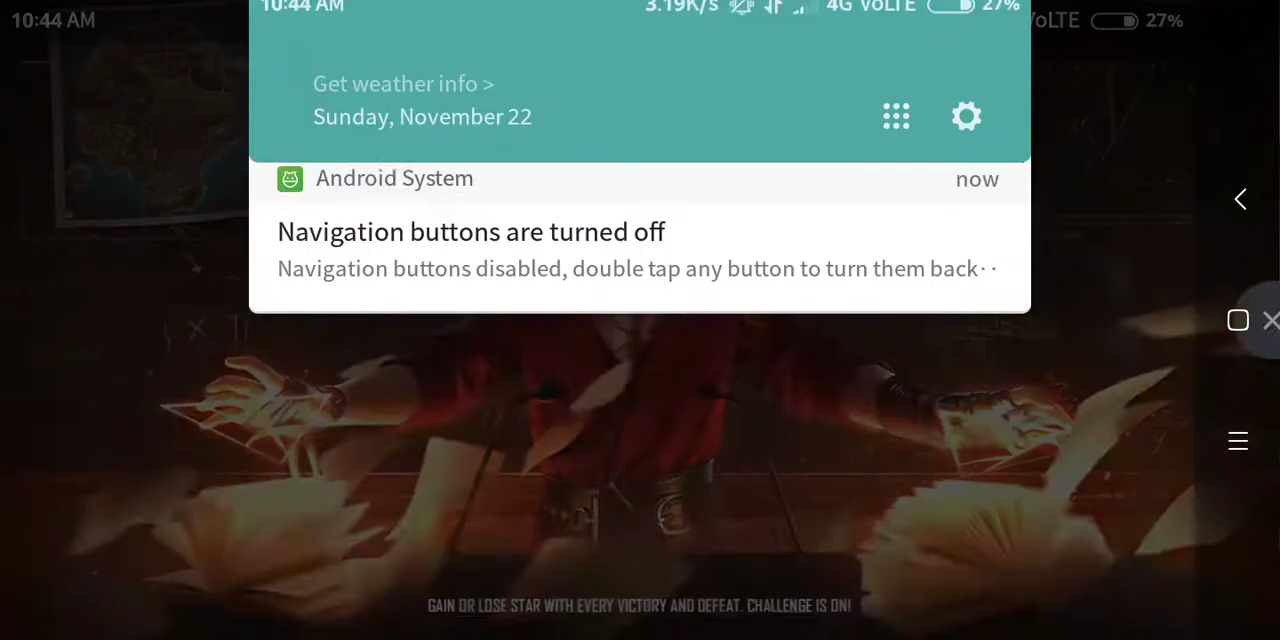 10:44 AM
10:44 AM 3.19K/s 4G VoLTE 27%
VoLTE 27%
Get weather info >
Sunday, November 22
Android System now
Navigation buttons are turned off
Navigation buttons disabled, double tap any button to turn them back··
GAIN OR LOSE STAR WITH EVERY VICTORY AND DEFEAT. CHALLENGE IS ON!